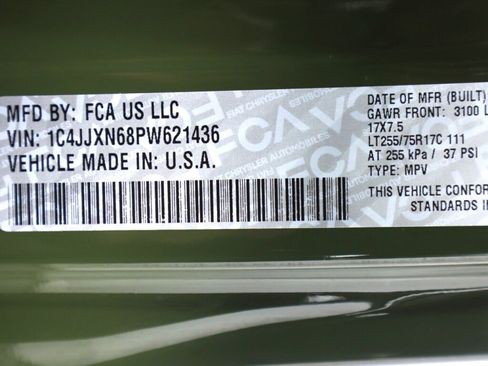 MFD BY: FCA US LLC
VIN: 1C4JJXN68PW621436
VEHICLE MADE IN: U.S.A.
DATE OF MFR (BUILT)
GAWR FRONT: 3100 L
17X7.5
LT255/75R17C 111
AT 255 kPa / 37 PSI
TYPE: MPV
THIS VEHICLE CONFOR
STANDARDS IN